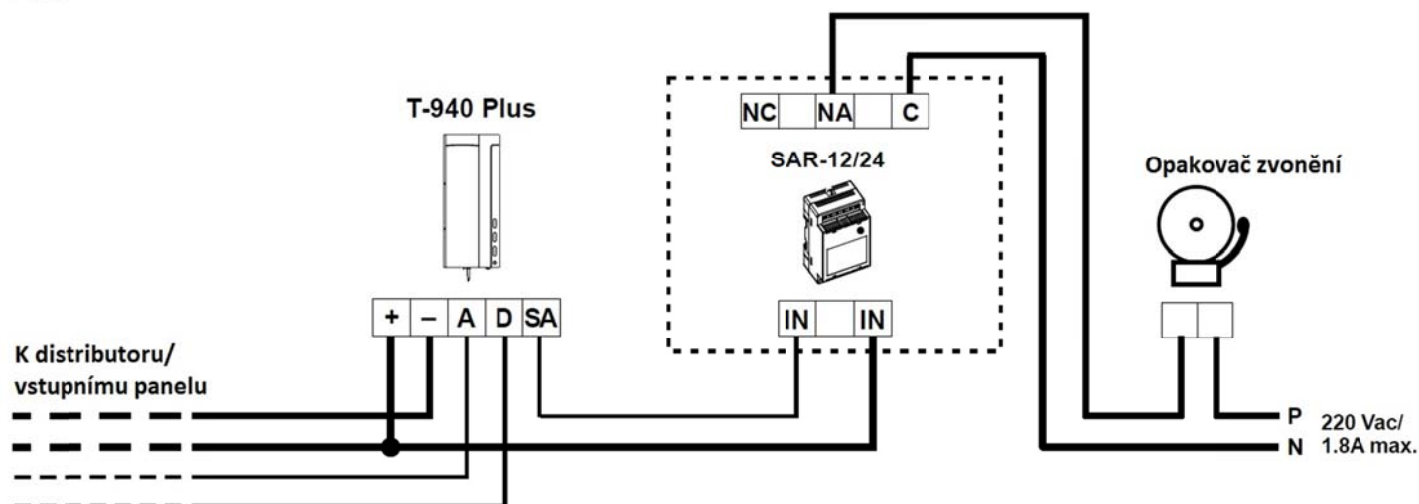 T-940 Plus
+ – A D SA
NC NA C
SAR-12/24
IN IN
Opakovač zvonění
K distributoru/
vstupnímu panelu
P
N
220 Vac/
1.8A max.